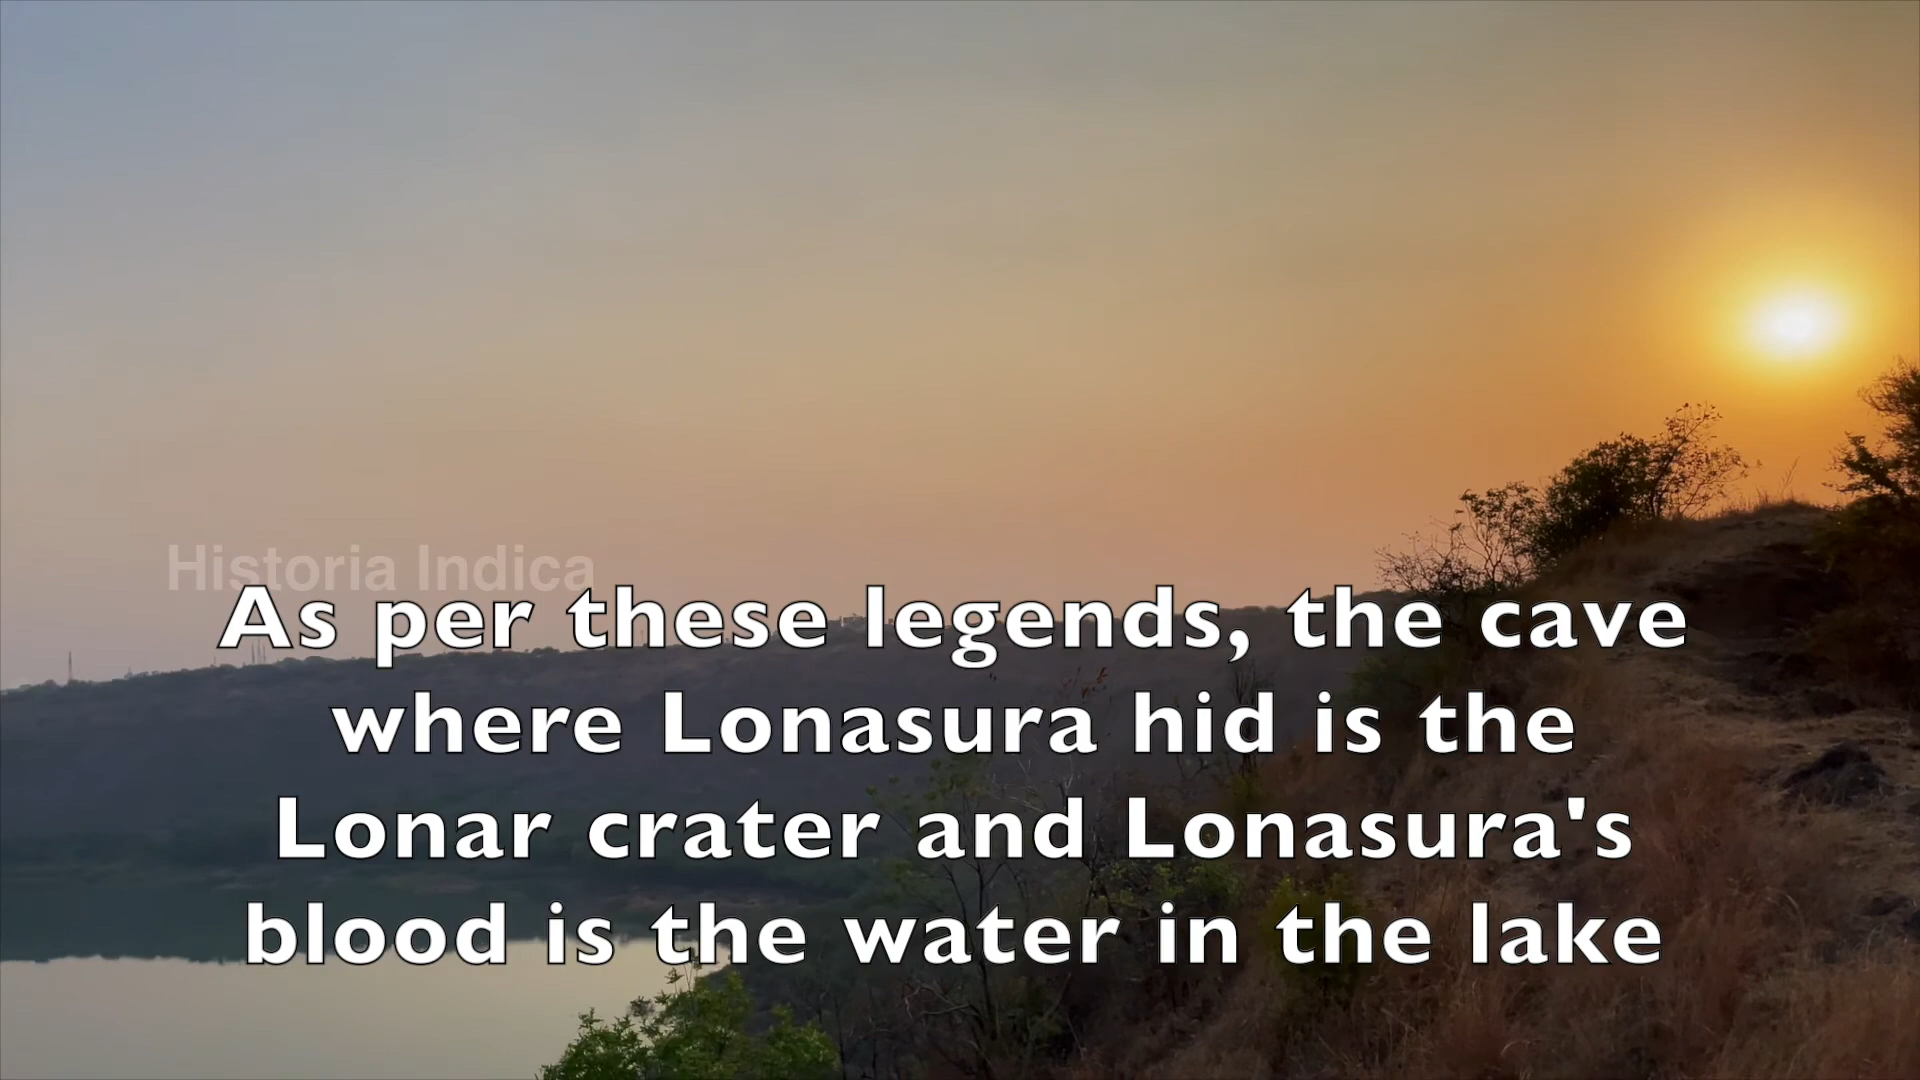 Historia Indica
As per these legends, the cave
where Lonasura hid is the
Lonar crater and Lonasura's
blood is the water in the lake